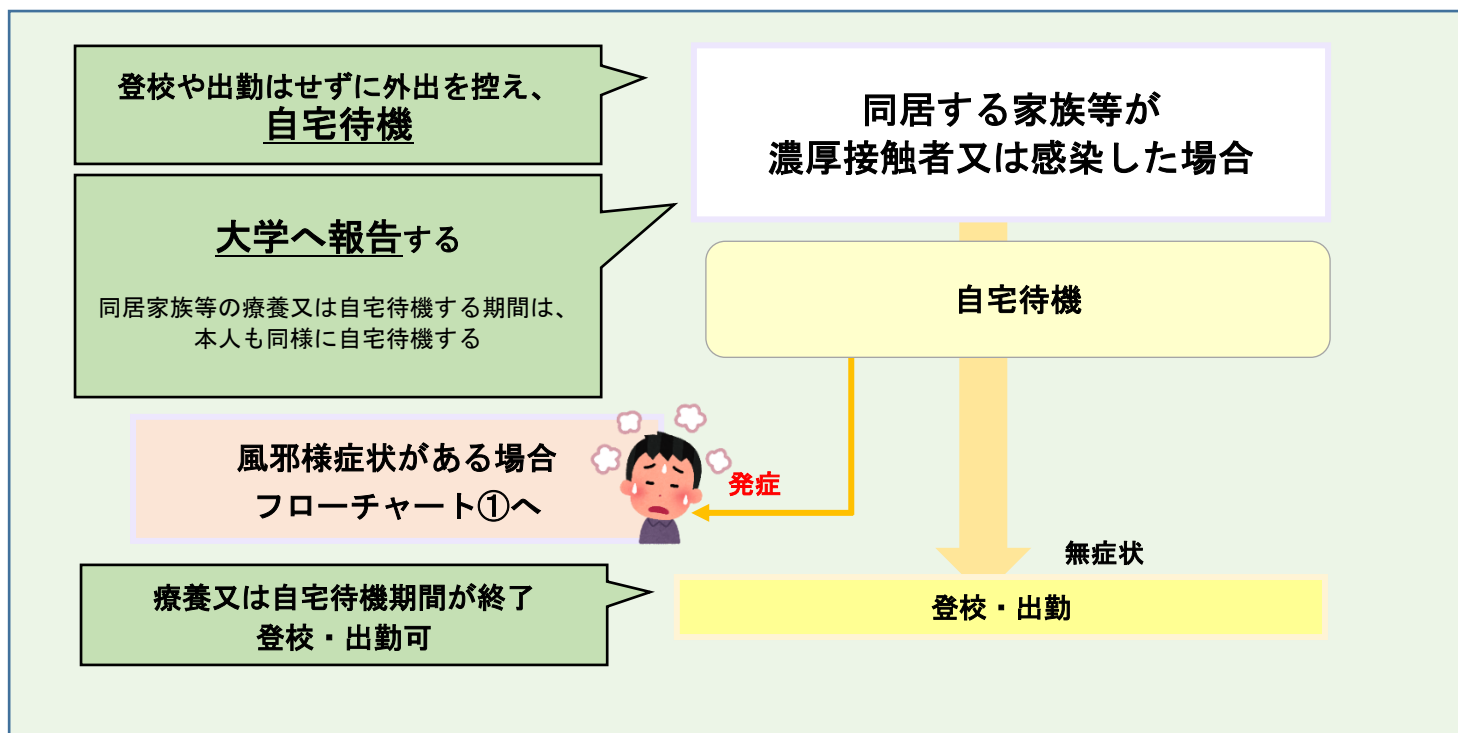 登校や出勤はせずに外出を控え、
自宅待機
同居する家族等が
濃厚接触者又は感染した場合
大学へ報告する
同居家族等の療養又は自宅待機する期間は、
本人も同様に自宅待機する
自宅待機
風邪様症状がある場合
フローチャート①へ
発症
無症状
療養又は自宅待機期間が終了
登校・出勤可
登校・出勤